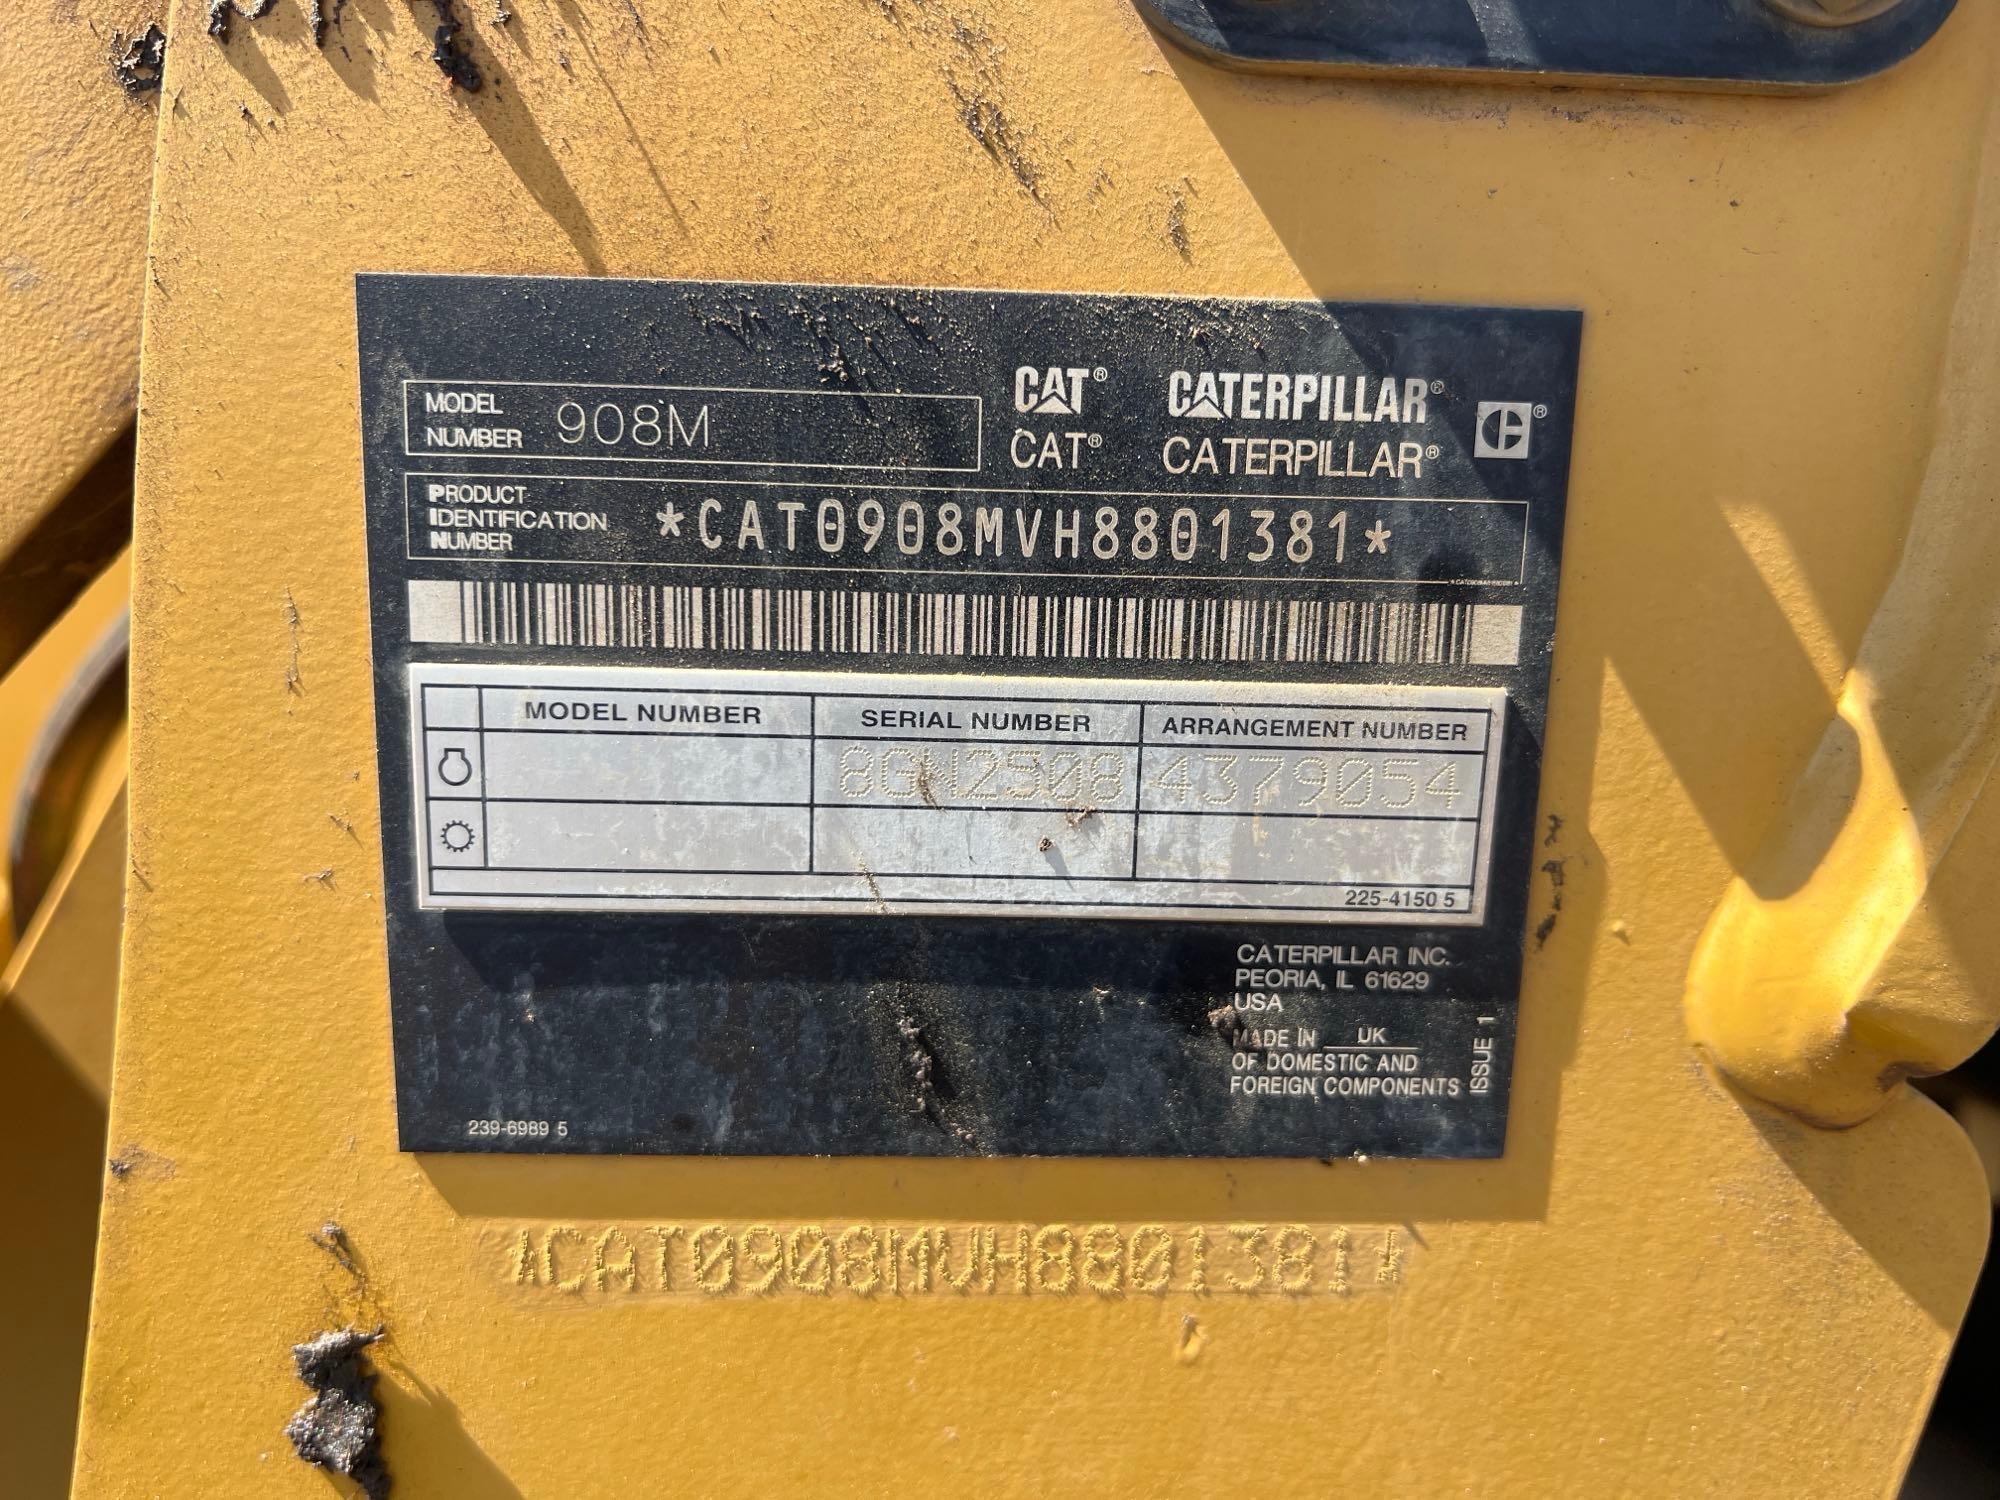 MODEL NUMBER 908M
CAT® CATERPILLAR®
CAT® CATERPILLAR®
PRODUCT IDENTIFICATION NUMBER *CAT0908MVH8801381*
MODEL NUMBER SERIAL NUMBER ARRANGEMENT NUMBER
8GN2508 4379054
225-4150 5
CATERPILLAR INC.
PEORIA, IL 61629
USA
MADE IN UK
OF DOMESTIC AND
FOREIGN COMPONENTS
ISSUE 1
239-6989 5
*CAT0908MVH8801381*